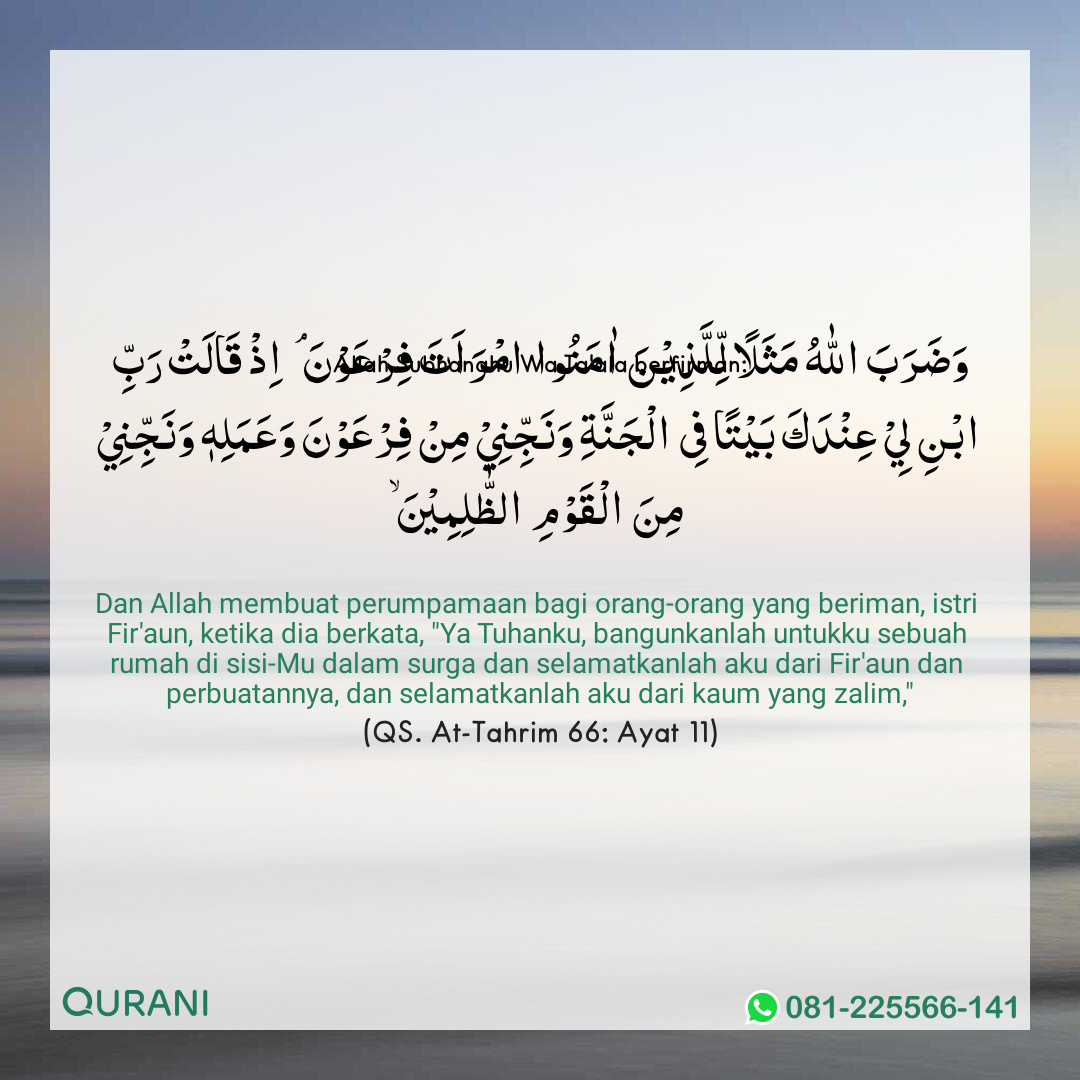 Allah Subhanahu Wa Ta'ala berfirman:
وَضَرَبَ اللّٰهُ مَثَلًا لِّلَّذِيْنَ اٰمَنُوا امْرَاَتَ فِرْعَوْنَ ۘ اِذْ قَالَتْ رَبِّ
ابْنِ لِيْ عِنْدَكَ بَيْتًا فِى الْجَنَّةِ وَنَجِّنِيْ مِنْ فِرْعَوْنَ وَعَمَلِهٖ وَنَجِّنِيْ
مِنَ الْقَوْمِ الظّٰلِمِيْنَ ۙ
Dan Allah membuat perumpamaan bagi orang-orang yang beriman, istri
Fir'aun, ketika dia berkata, "Ya Tuhanku, bangunkanlah untukku sebuah
rumah di sisi-Mu dalam surga dan selamatkanlah aku dari Fir'aun dan
perbuatannya, dan selamatkanlah aku dari kaum yang zalim,"
(QS. At-Tahrim 66: Ayat 11)
QURANI
081-225566-141